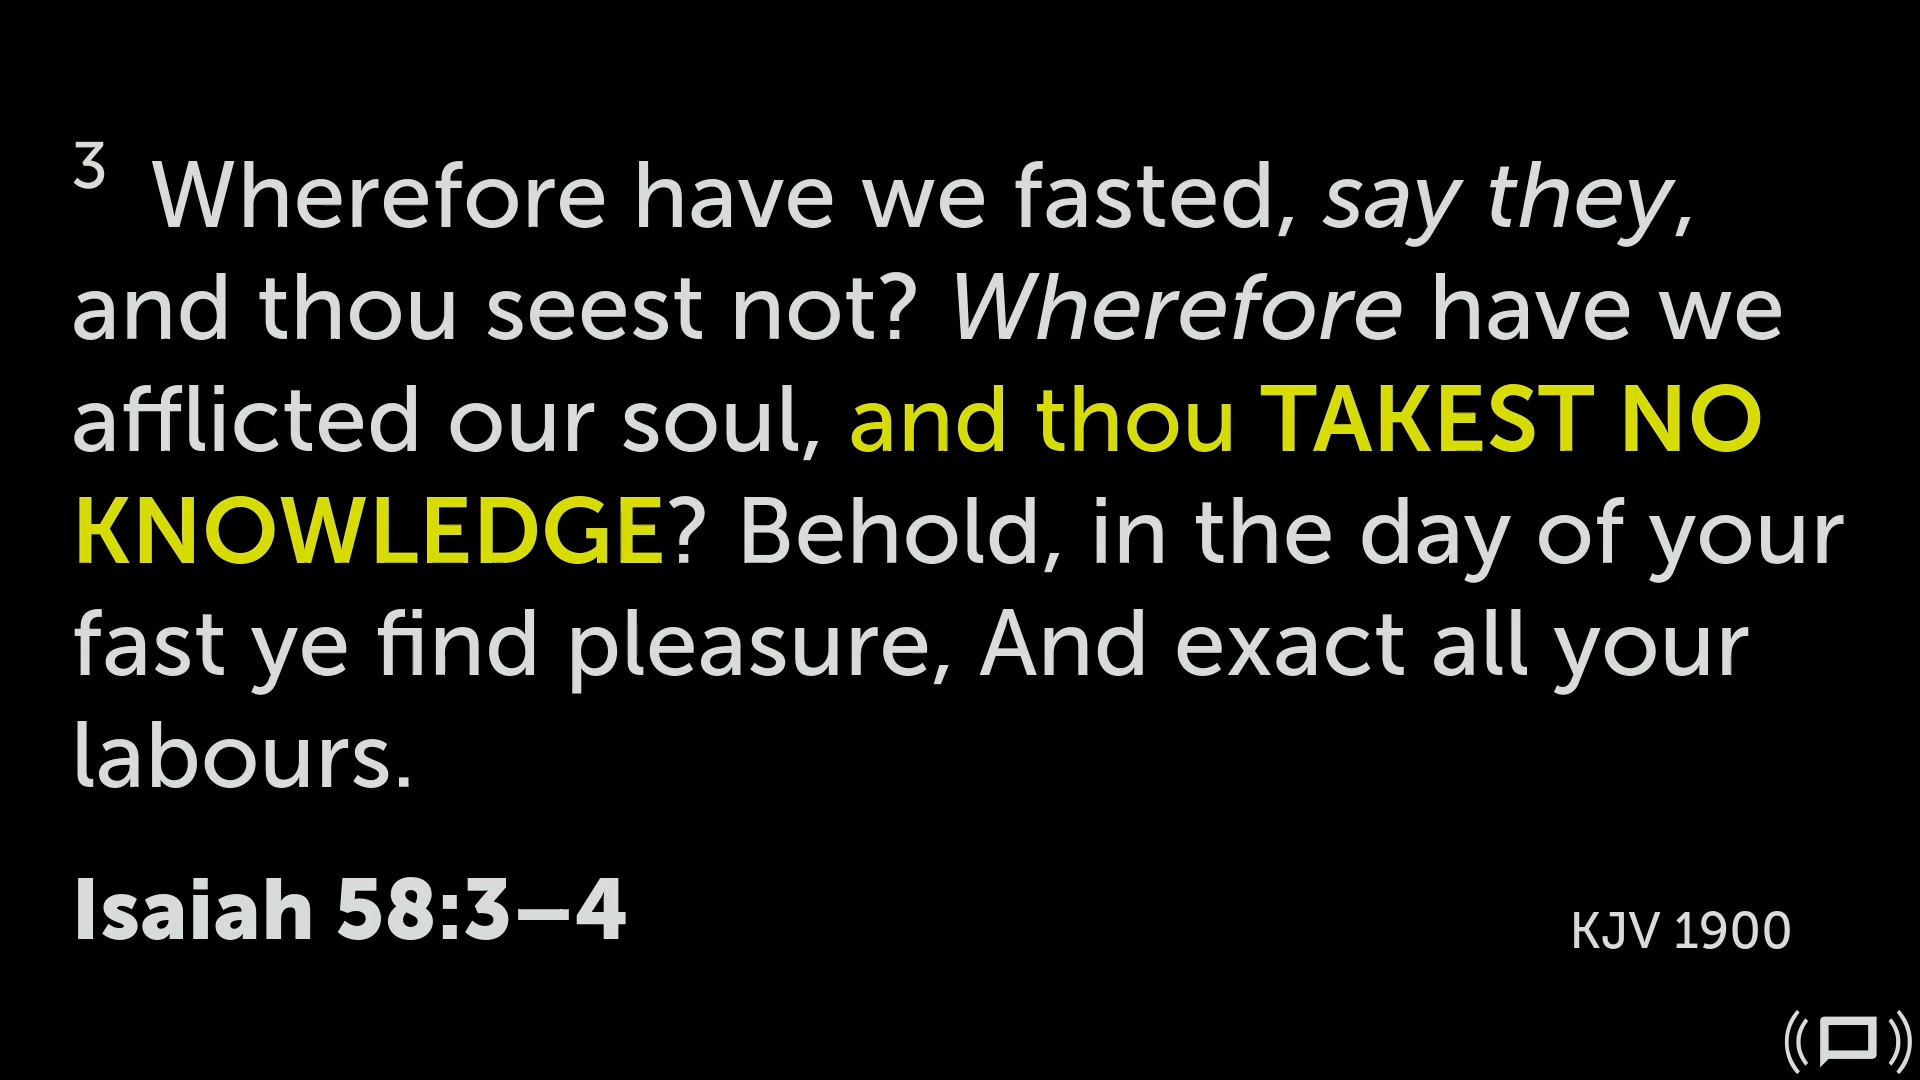 3 Wherefore have we fasted, say they,
and thou seest not? Wherefore have we
afflicted our soul, and thou TAKEST NO
KNOWLEDGE? Behold, in the day of your
fast ye find pleasure, And exact all your
labours.
Isaiah 58:3–4
KJV 1900